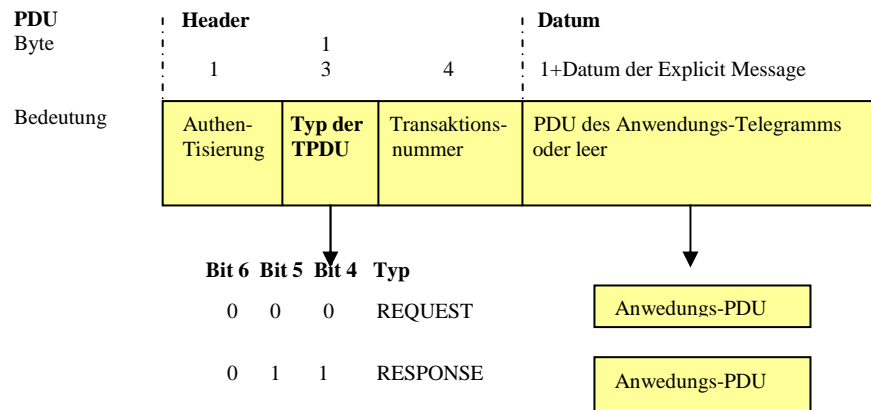 PDU Header Datum
Byte 1
1 3 4 1+Datum der Explicit Message
Bedeutung Authen- Typ der Transaktions- PDU des Anwendungs-Telegramms
Tisierung TPDU nummer oder leer
Bit 6 Bit 5 Bit 4 Typ
0 0 0 REQUEST Anwedungs-PDU
0 1 1 RESPONSE Anwedungs-PDU